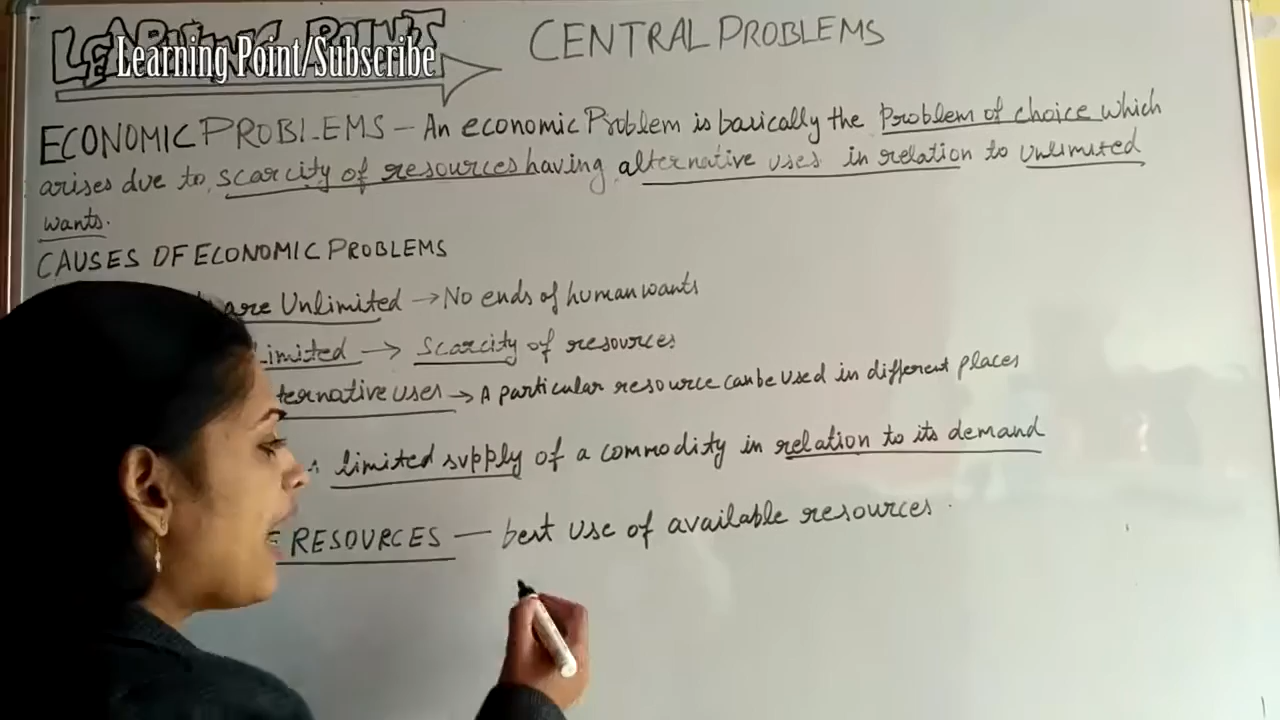 LEARNING POINT
Learning Point/Subscribe
CENTRAL PROBLEMS
ECONOMIC PROBLEMS - An economic Problem is basically the Problem of choice which
arises due to scarcity of resources having alternative uses in relation to unlimited
wants.
CAUSES OF ECONOMIC PROBLEMS
are Unlimited → No ends of human wants
Limited → Scarcity of resources
ternative uses → A particular resource can be used in different places
limited supply of a commodity in relation to its demand
RESOURCES - best use of available resources.